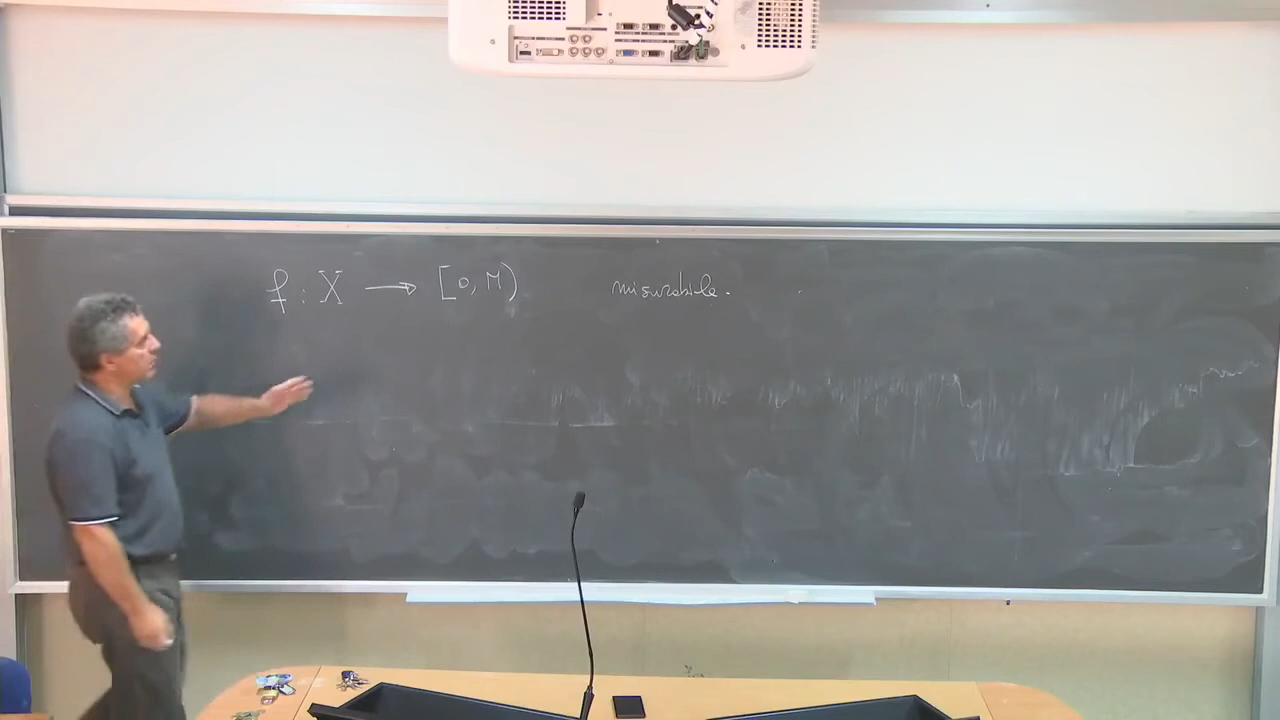 f : X ⟶ [0, M) misurabile.